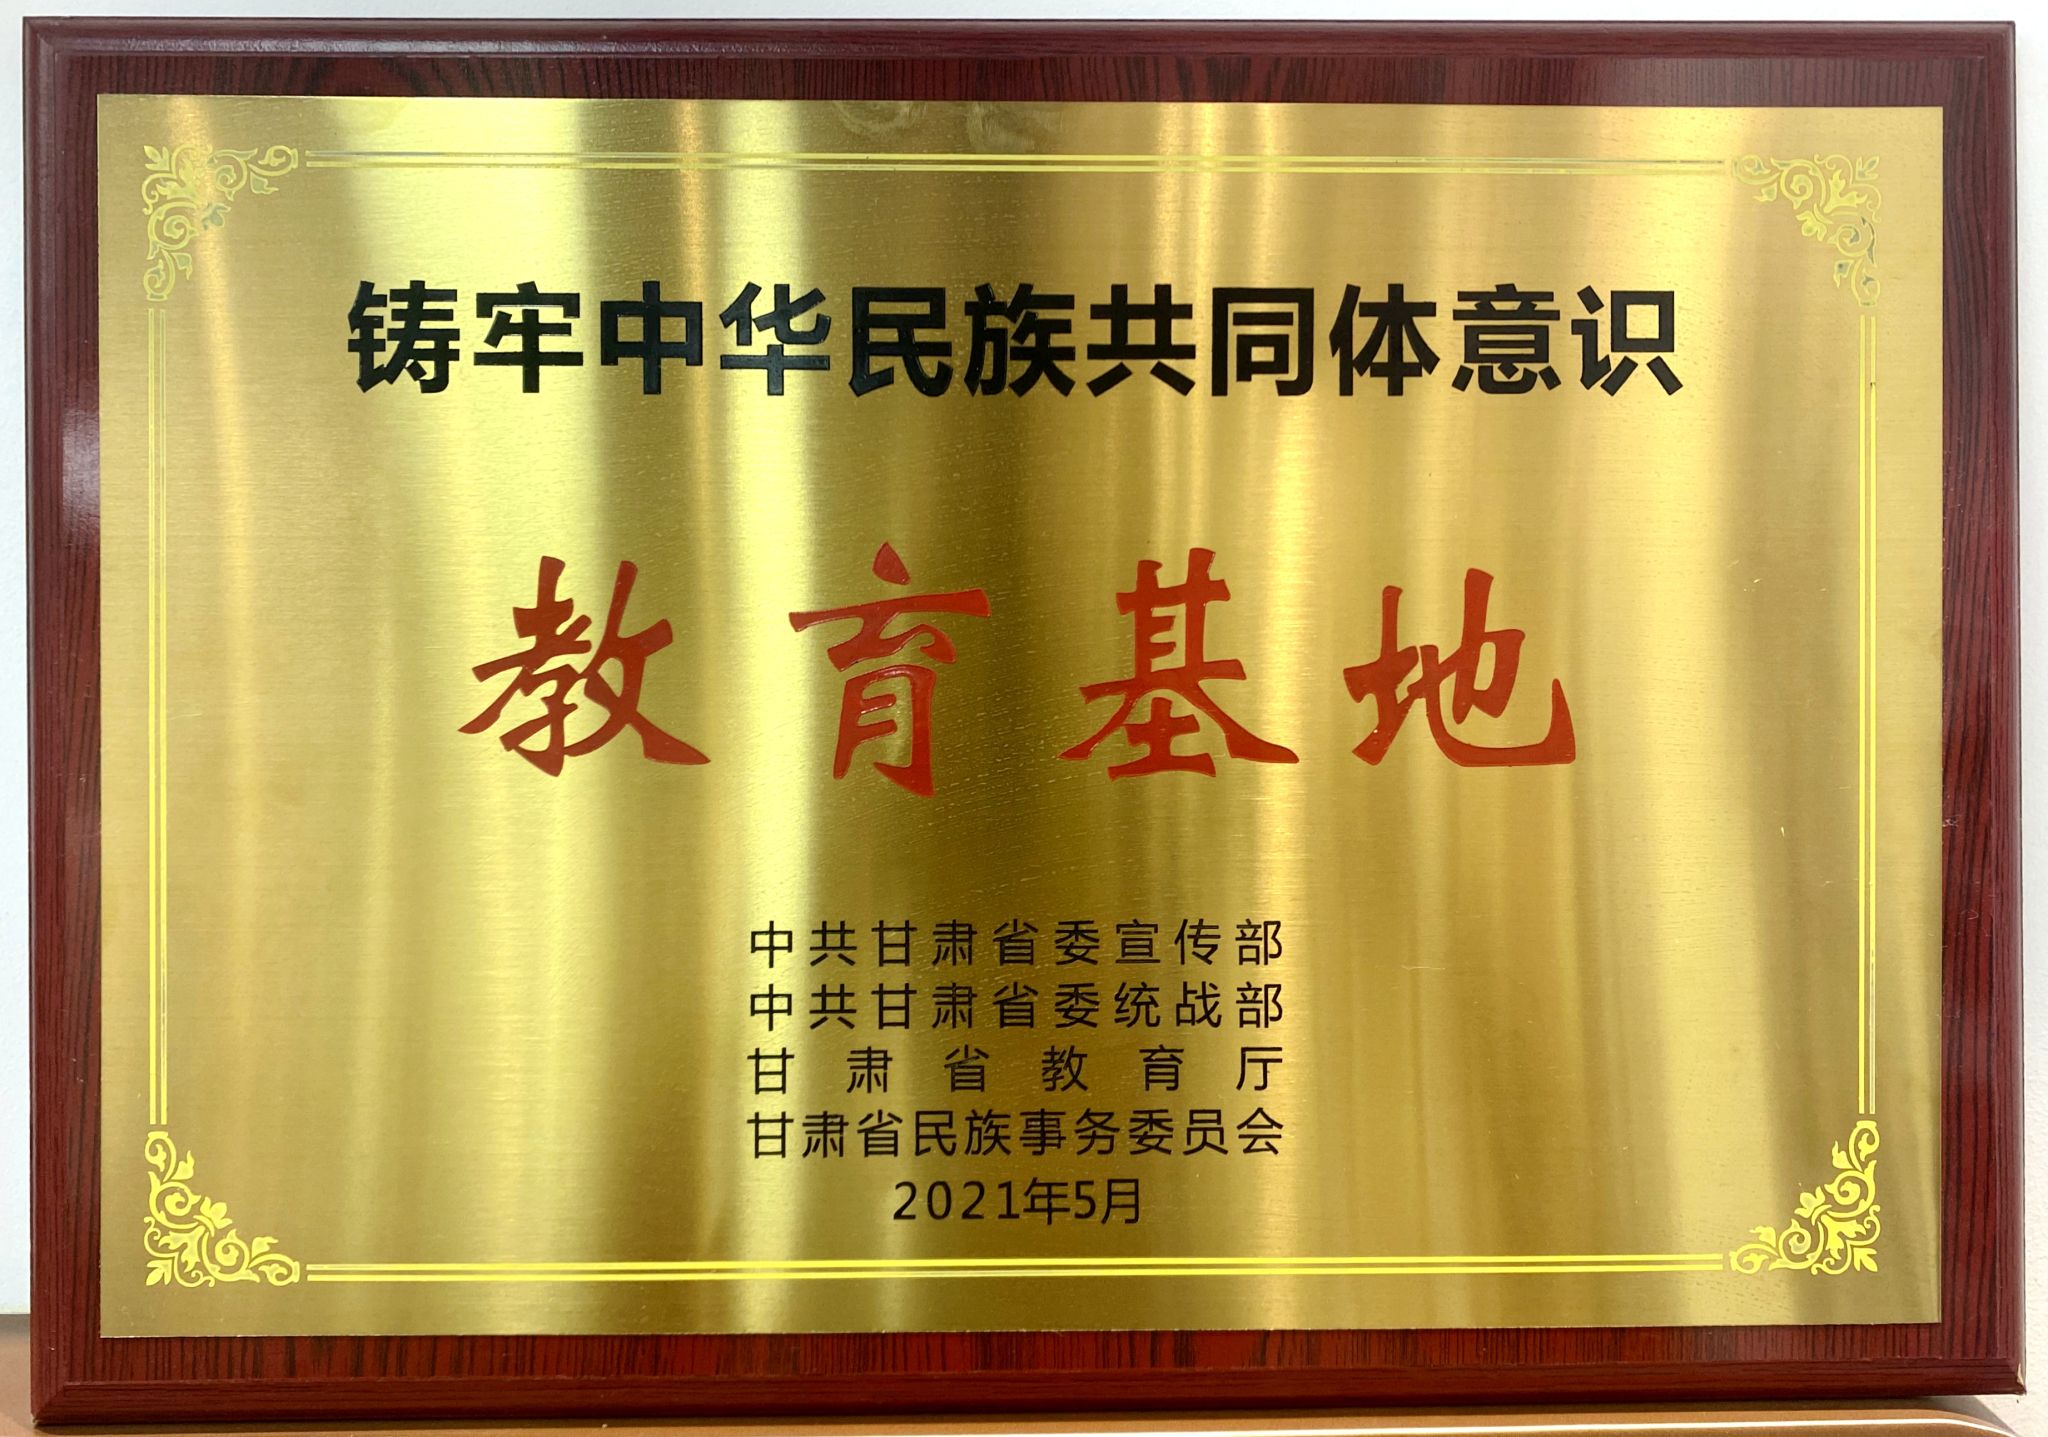 铸牢中华民族共同体意识
教育基地
中共甘肃省委宣传部
中共甘肃省委统战部
甘肃省教育厅
甘肃省民族事务委员会
2021年5月